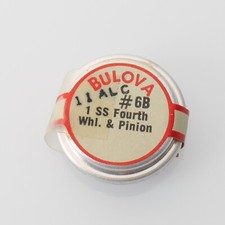 BULOVA
11ALC
#6B
1 SS Fourth
Whl. & Pinion